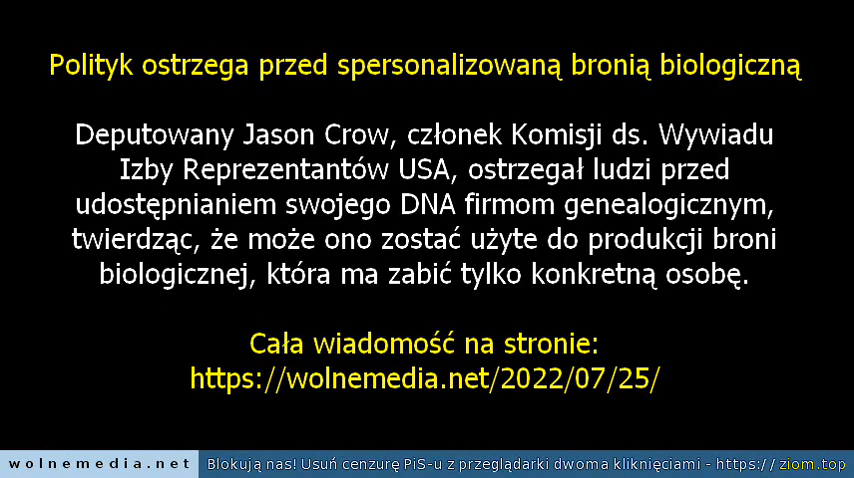 Polityk ostrzega przed spersonalizowaną bronią biologiczną
Deputowany Jason Crow, członek Komisji ds. Wywiadu
Izby Reprezentantów USA, ostrzegał ludzi przed
udostępnianiem swojego DNA firmom genealogicznym,
twierdząc, że może ono zostać użyte do produkcji broni
biologicznej, która ma zabić tylko konkretną osobę.
Cała wiadomość na stronie:
https://wolnemedia.net/2022/07/25/
wolnemedia.net Blokują nas! Usuń cenzurę PiS-u z przeglądarki dwoma kliknięciami - https://ziom.top